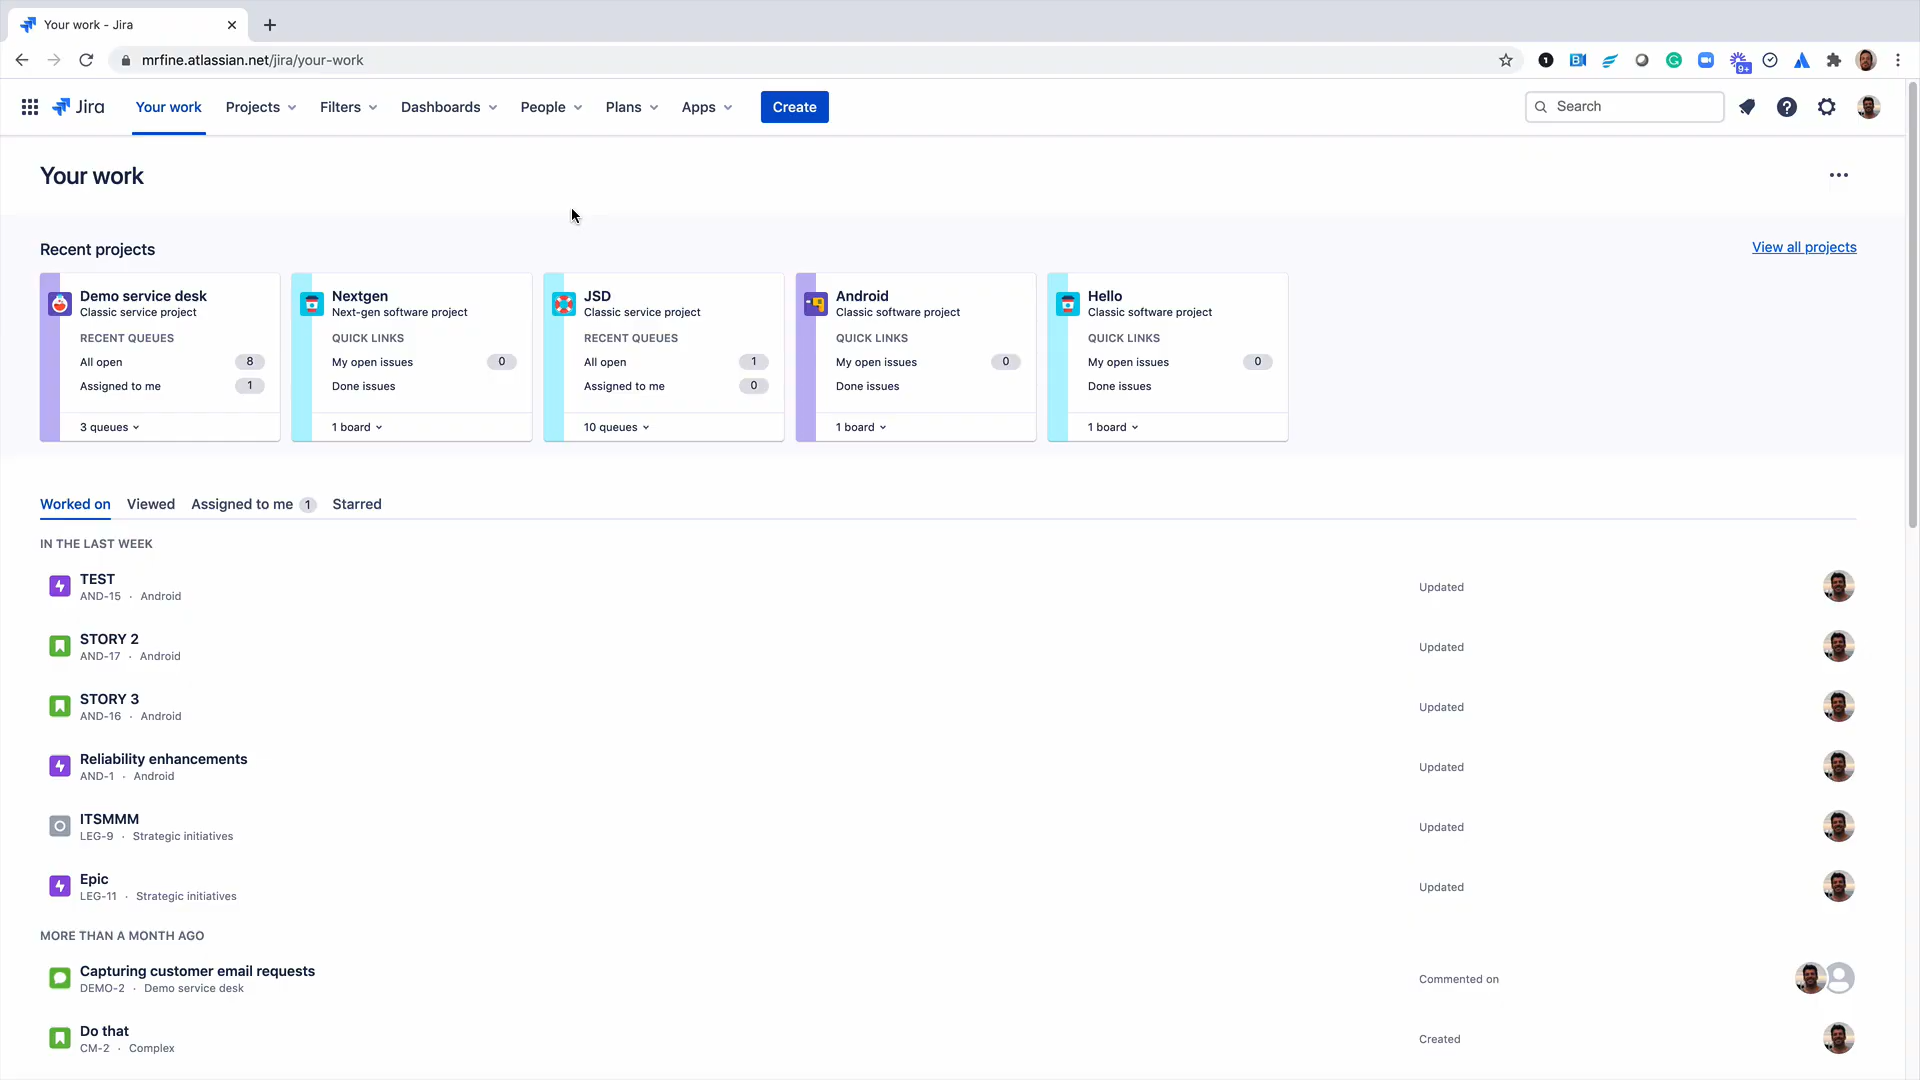 Your work - Jira
mrfine.atlassian.net/jira/your-work
9+
Jira Your work Projects Filters Dashboards People Plans Apps Create Search
Your work
Recent projects View all projects
Demo service desk
Classic service project
RECENT QUEUES
All open 8
Assigned to me 1
3 queues
Nextgen
Next-gen software project
QUICK LINKS
My open issues 0
Done issues
1 board
JSD
Classic service project
RECENT QUEUES
All open 1
Assigned to me 0
10 queues
Android
Classic software project
QUICK LINKS
My open issues 0
Done issues
1 board
Hello
Classic software project
QUICK LINKS
My open issues 0
Done issues
1 board
Worked on Viewed Assigned to me 1 Starred
IN THE LAST WEEK
TEST
AND-15 · Android Updated
STORY 2
AND-17 · Android Updated
STORY 3
AND-16 · Android Updated
Reliability enhancements
AND-1 · Android Updated
ITSMMM
LEG-9 · Strategic initiatives Updated
Epic
LEG-11 · Strategic initiatives Updated
MORE THAN A MONTH AGO
Capturing customer email requests
DEMO-2 · Demo service desk Commented on
Do that
CM-2 · Complex Created